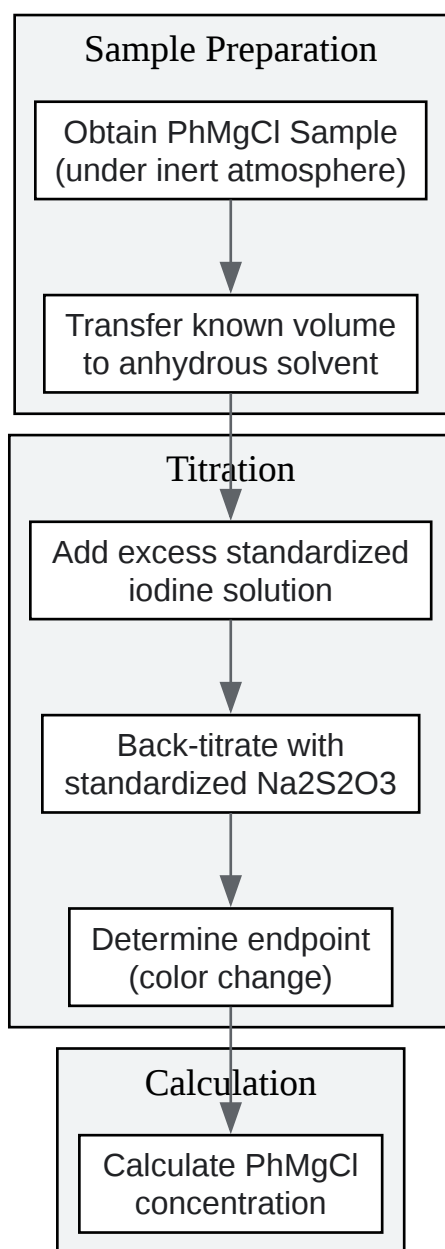 Sample Preparation
Obtain PhMgCl Sample
(under inert atmosphere)
Transfer known volume
to anhydrous solvent
Titration
Add excess standardized
iodine solution
Back-titrate with
standardized Na2S2O3
Determine endpoint
(color change)
Calculation
Calculate PhMgCl
concentration